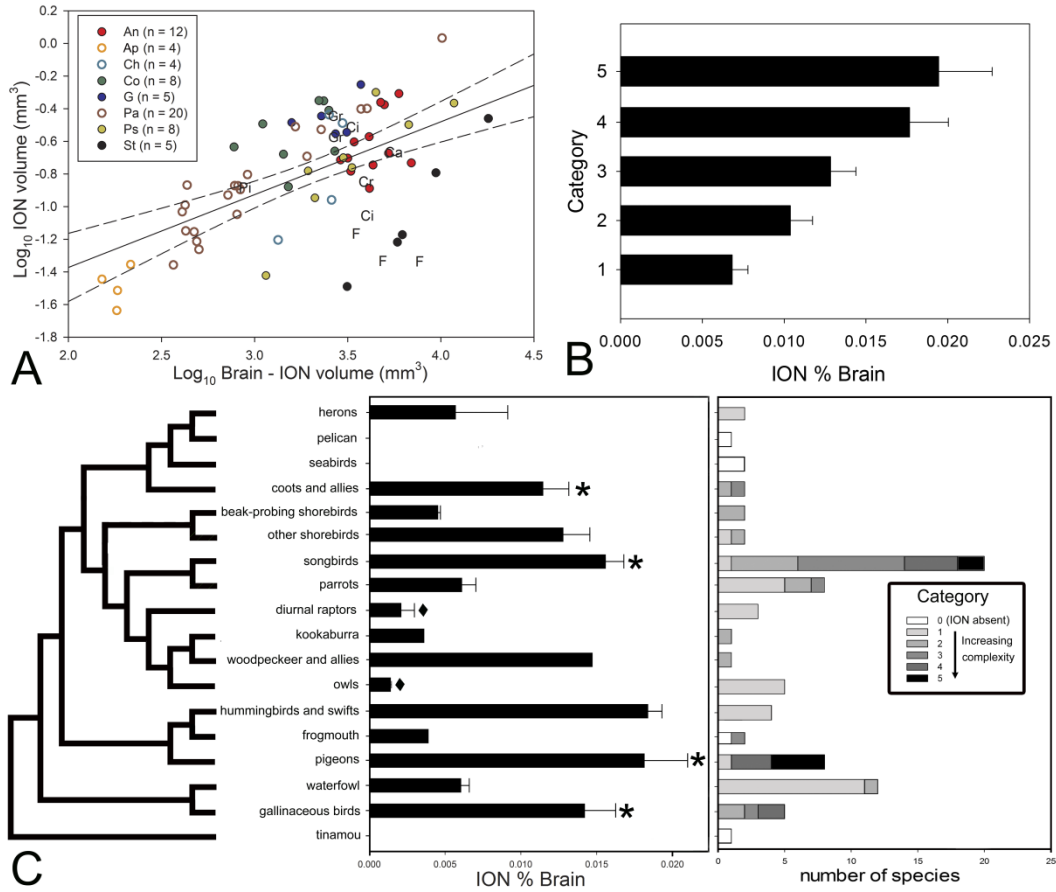 An (n = 12)
Ap (n = 4)
Ch (n = 4)
Co (n = 8)
G (n = 5)
Pa (n = 20)
Ps (n = 8)
St (n = 5)
0.2
0.0
-0.2
-0.4
-0.6
-0.8
-1.0
-1.2
-1.4
-1.6
-1.8
Log10 ION volume (mm3)
Gr
Ci
Gr
Ca
Pi
Cr
Ci
F
F
F
2.0
2.5
3.0
3.5
4.0
4.5
Log10 Brain - ION volume (mm3)
A
Category
5
4
3
2
1
0.000
0.005
0.010
0.015
0.020
0.025
ION % Brain
B
herons
pelican
seabirds
coots and allies
*
beak-probing shorebirds
other shorebirds
songbirds
*
parrots
diurnal raptors
kookaburra
woodpeckeer and allies
owls
hummingbirds and swifts
frogmouth
pigeons
*
waterfowl
gallinaceous birds
*
tinamou
0.000
0.005
0.010
0.015
0.020
ION % Brain
Category
0 (ION absent)
1
2
3
4
5
Increasing
complexity
0
5
10
15
20
25
number of species
C